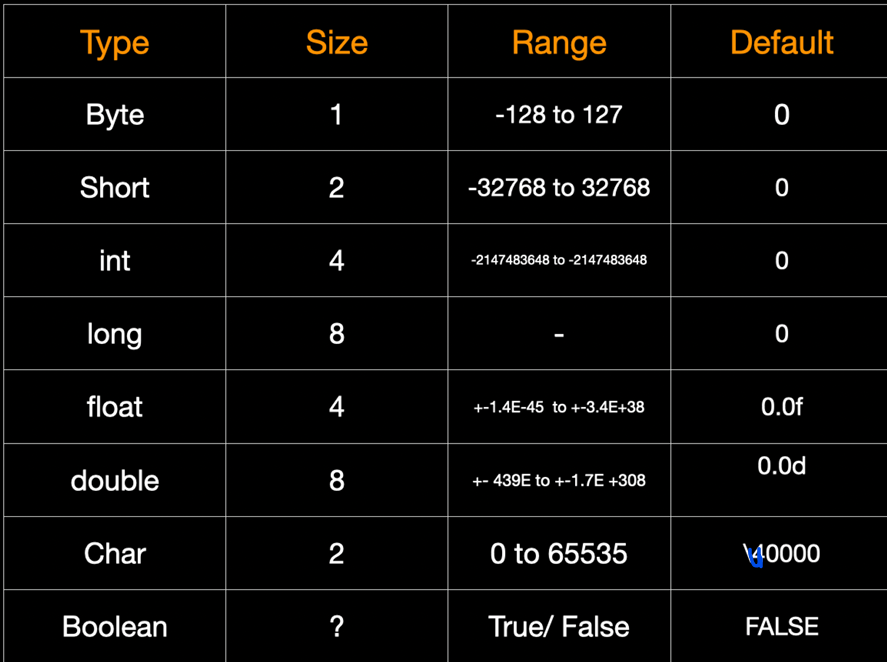 Type Size Range Default
Byte 1 -128 to 127 0
Short 2 -32768 to 32768 0
int 4 -2147483648 to -2147483648 0
long 8 - 0
float 4 +-1.4E-45 to +-3.4E+38 0.0f
double 8 +- 439E to +-1.7E +308 0.0d
Char 2 0 to 65535 \u0000
Boolean ? True/ False FALSE